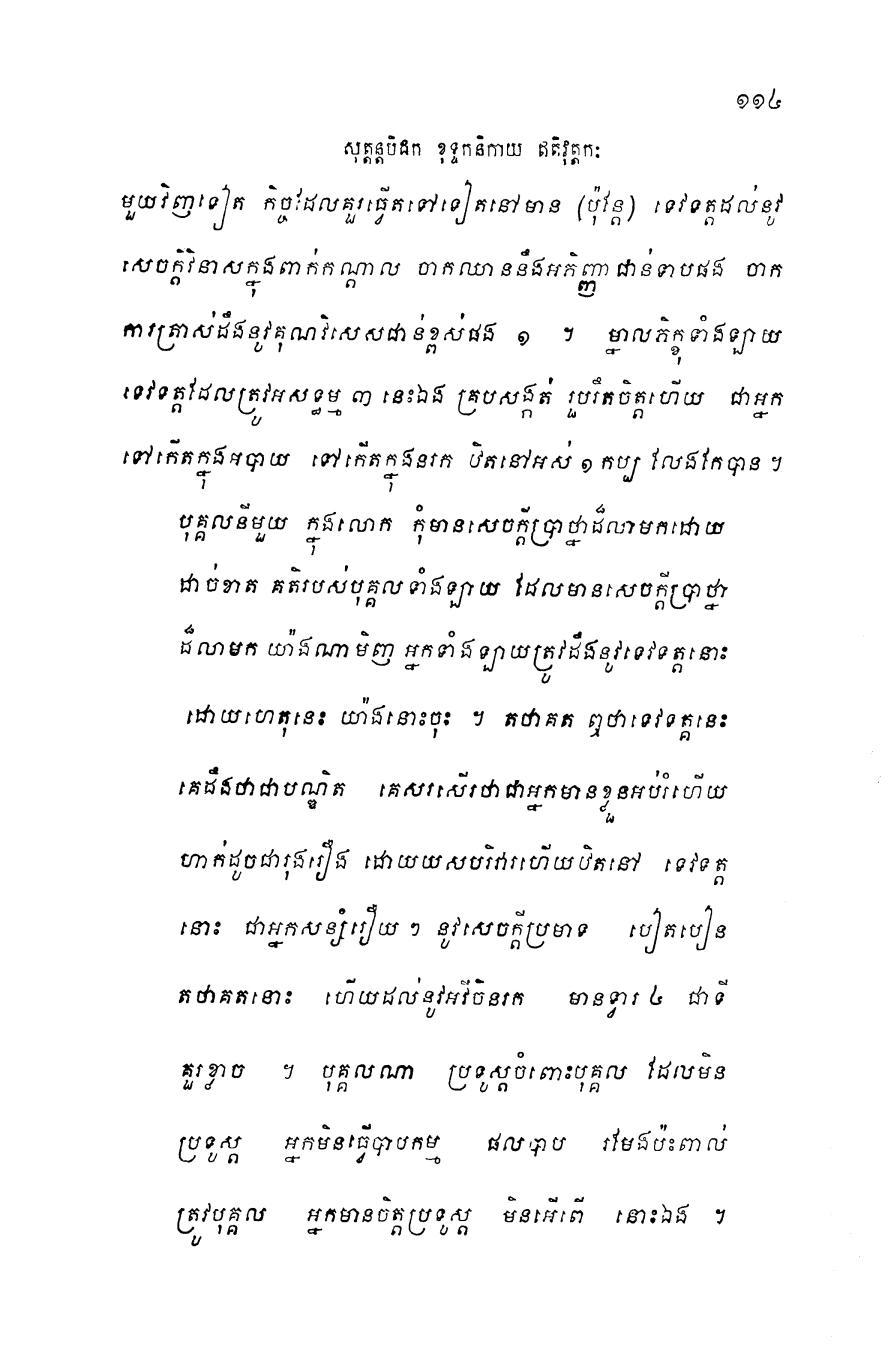 ១១៤
សុត្តន្តបិដក ខុទ្ទកនិកាយ ឥតិវុត្តកៈ
មួយវិញទៀត កិច្ចដែលគួរធ្វើតទៅទៀតនៅមាន (ប៉ុន្តែ) ទេវទត្តដល់នូវ
សេចក្តីវិនាសក្នុងពាក់កណ្តាល ចាកឈាននឹងអភិញ្ញាជាន់ទាបផង ចាក
ការត្រាស់ដឹងនូវគុណវិសេសជាន់ខ្ពស់ផង ១ ។ ម្នាលភិក្ខុទាំងឡាយ
ទេវទត្តដែលត្រូវអសទ្ធម្ម ៣ នេះឯង គ្របសង្កត់ រួបរឹតចិត្តហើយ ជាអ្នក
ទៅកើតក្នុងអបាយ ទៅកើតក្នុងនរក ឋិតនៅអស់ ១ កប្ប លែងកែបាន ។
បុគ្គលនីមួយ ក្នុងលោក កុំមានសេចក្តីប្រាថ្នាដ៏លាមកដោយ
ដាច់ខាត គតិរបស់បុគ្គលទាំងឡាយ ដែលមានសេចក្តីប្រាថ្នា
ដ៏លាមក យ៉ាងណាមិញ អ្នកទាំងឡាយត្រូវដឹងនូវទេវទត្តនោះ
ដោយហេតុនេះ យ៉ាងនោះចុះ ។ តថាគត ឮថាទេវទត្តនេះ
គេដឹងថាជាបណ្ឌិត គេសរសើរថាជាអ្នកមានខ្លួនអប់រំហើយ
ហាក់ដូចជារុងរឿង ដោយយសបរិវារហើយឋិតនៅ ទេវទត្ត
នោះ ជាអ្នកសន្សំរឿយ ៗ នូវសេចក្តីប្រមាទ បៀតបៀន
តថាគតនោះ ហើយដល់នូវអវីចិនរក មានទ្វារ ៤ ជាទី
គួរខ្លាច ។ បុគ្គលណា ប្រទូស្តចំពោះបុគ្គល ដែលមិន
ប្រទូស្ត អ្នកមិនធ្វើបាបកម្ម ផលបាប រមែងប៉ះពាល់
ត្រូវបុគ្គល អ្នកមានចិត្តប្រទូស្ត មិនអើពើ នោះឯង ។